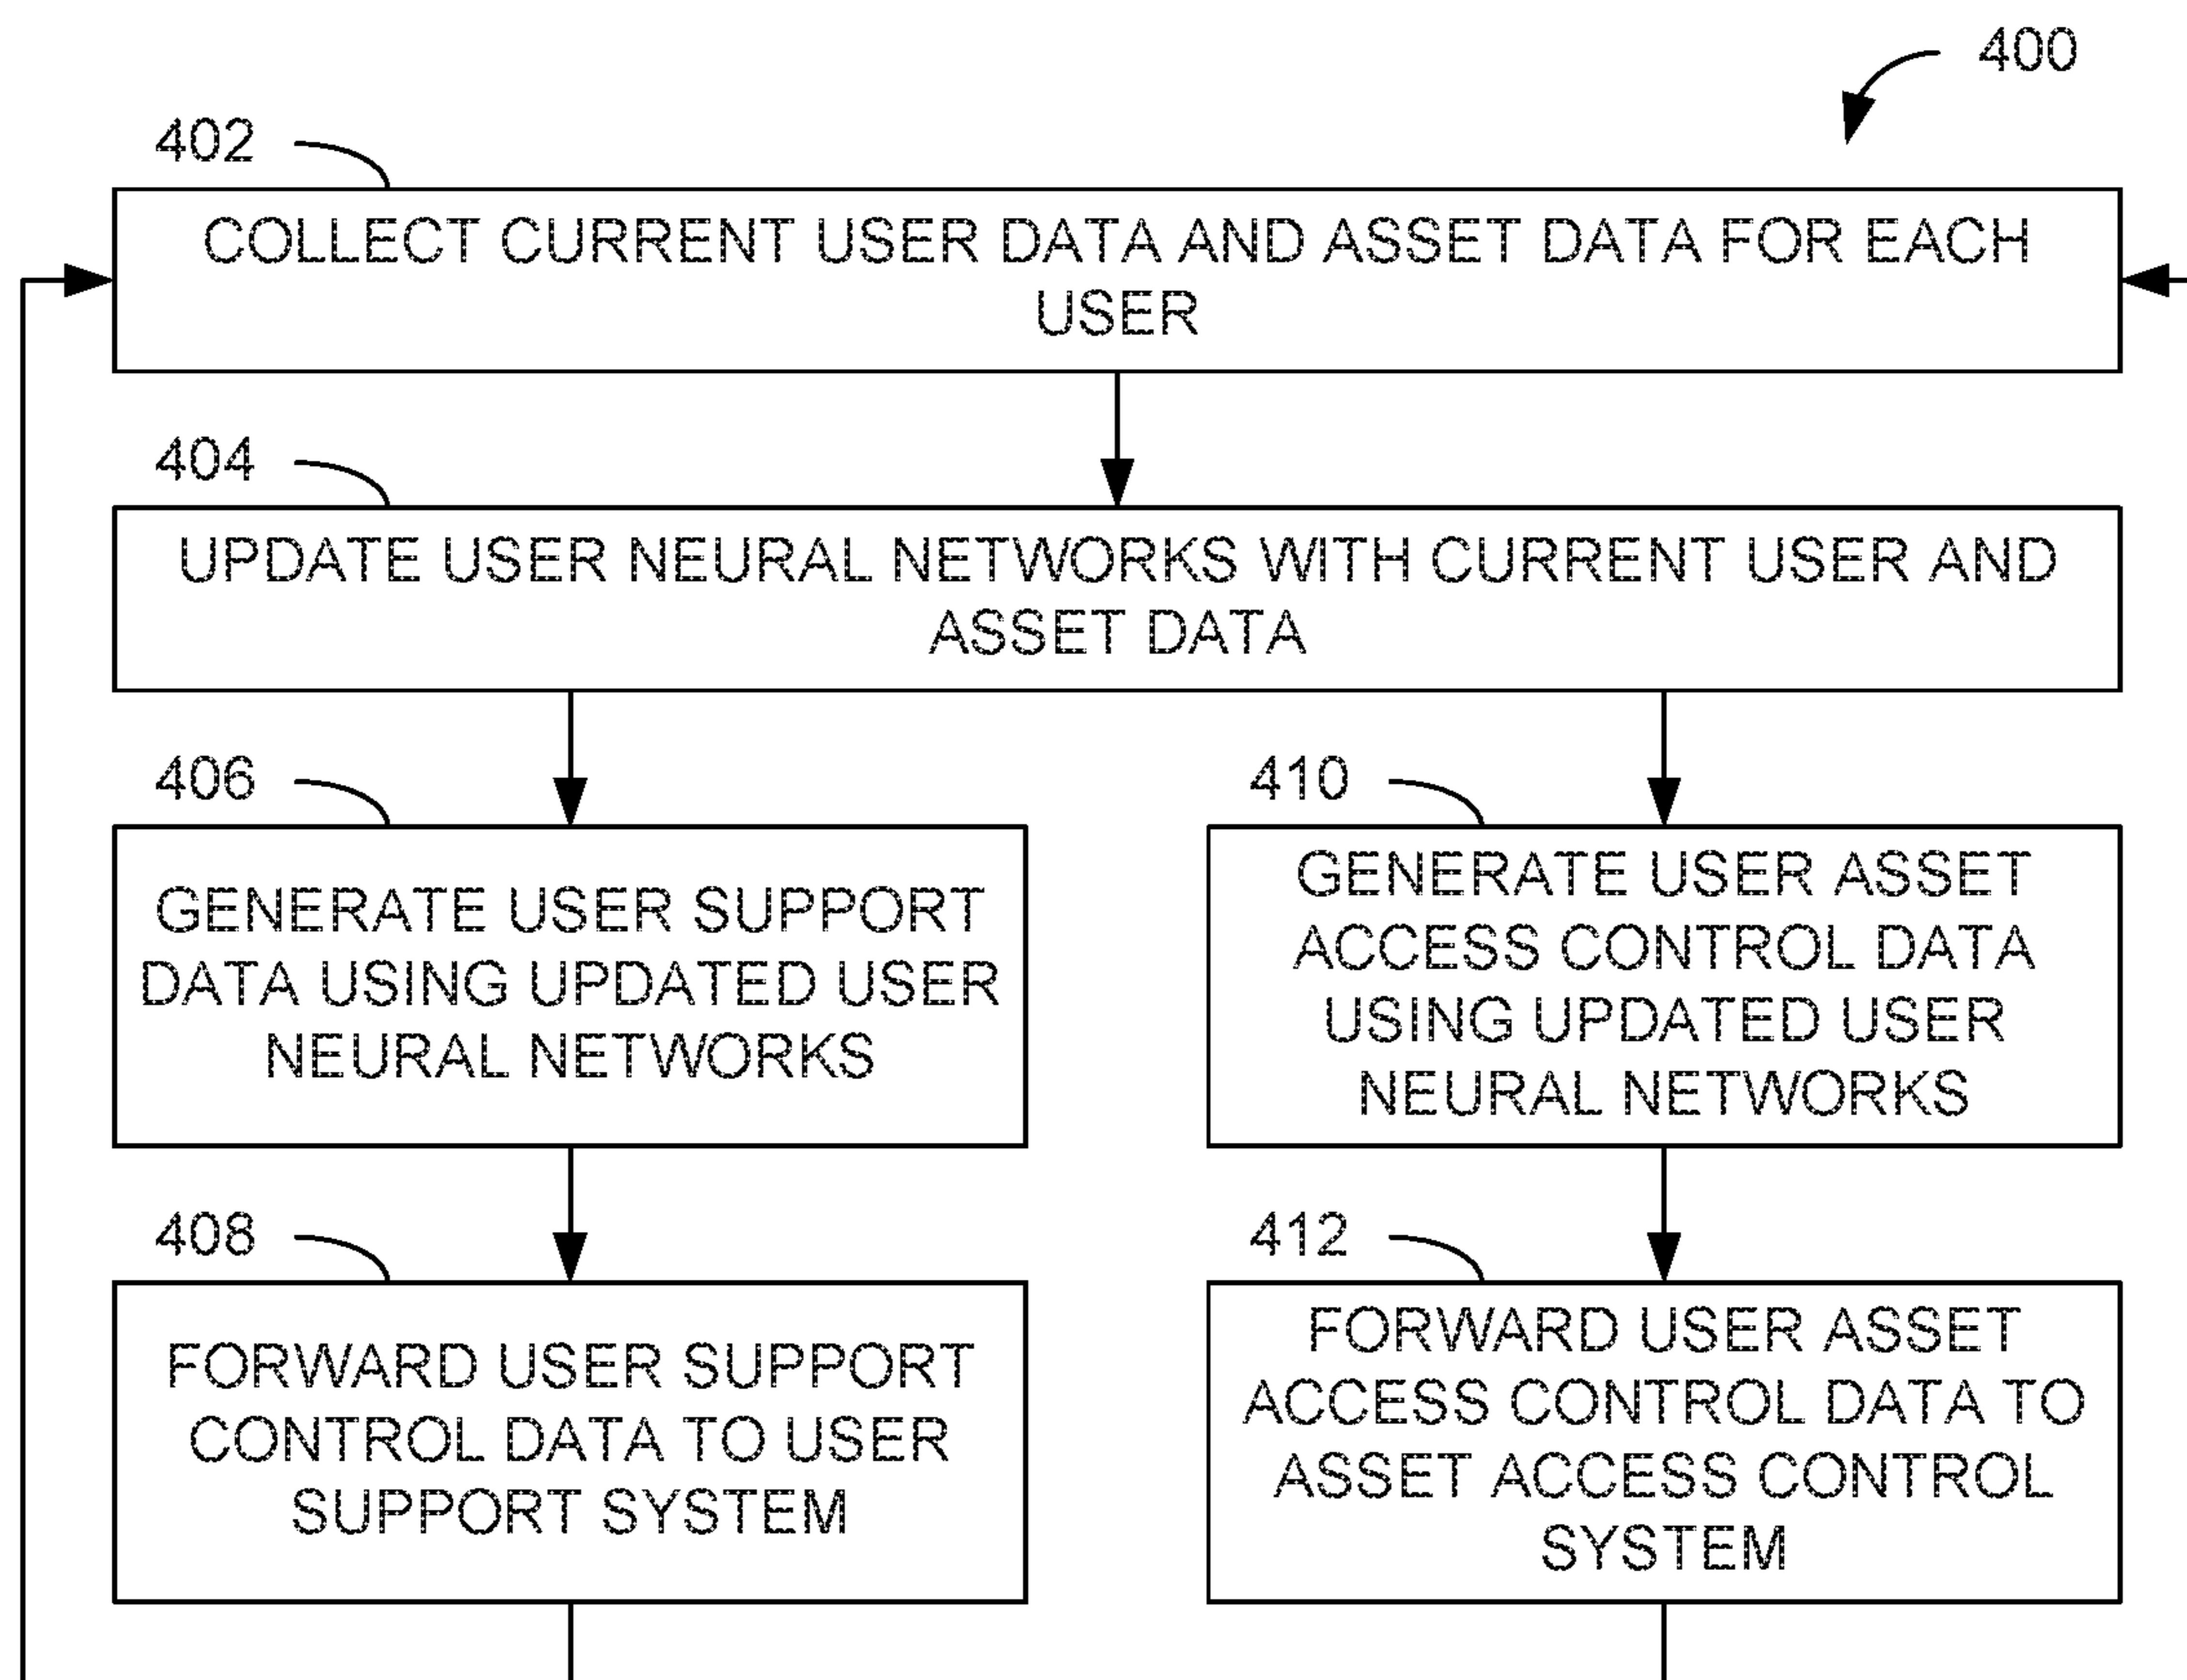 400
402
COLLECT CURRENT USER DATA AND ASSET DATA FOR EACH
USER
404
UPDATE USER NEURAL NETWORKS WITH CURRENT USER AND
ASSET DATA
406
GENERATE USER SUPPORT
DATA USING UPDATED USER
NEURAL NETWORKS
410
GENERATE USER ASSET
ACCESS CONTROL DATA
USING UPDATED USER
NEURAL NETWORKS
408
FORWARD USER SUPPORT
CONTROL DATA TO USER
SUPPORT SYSTEM
412
FORWARD USER ASSET
ACCESS CONTROL DATA TO
ASSET ACCESS CONTROL
SYSTEM